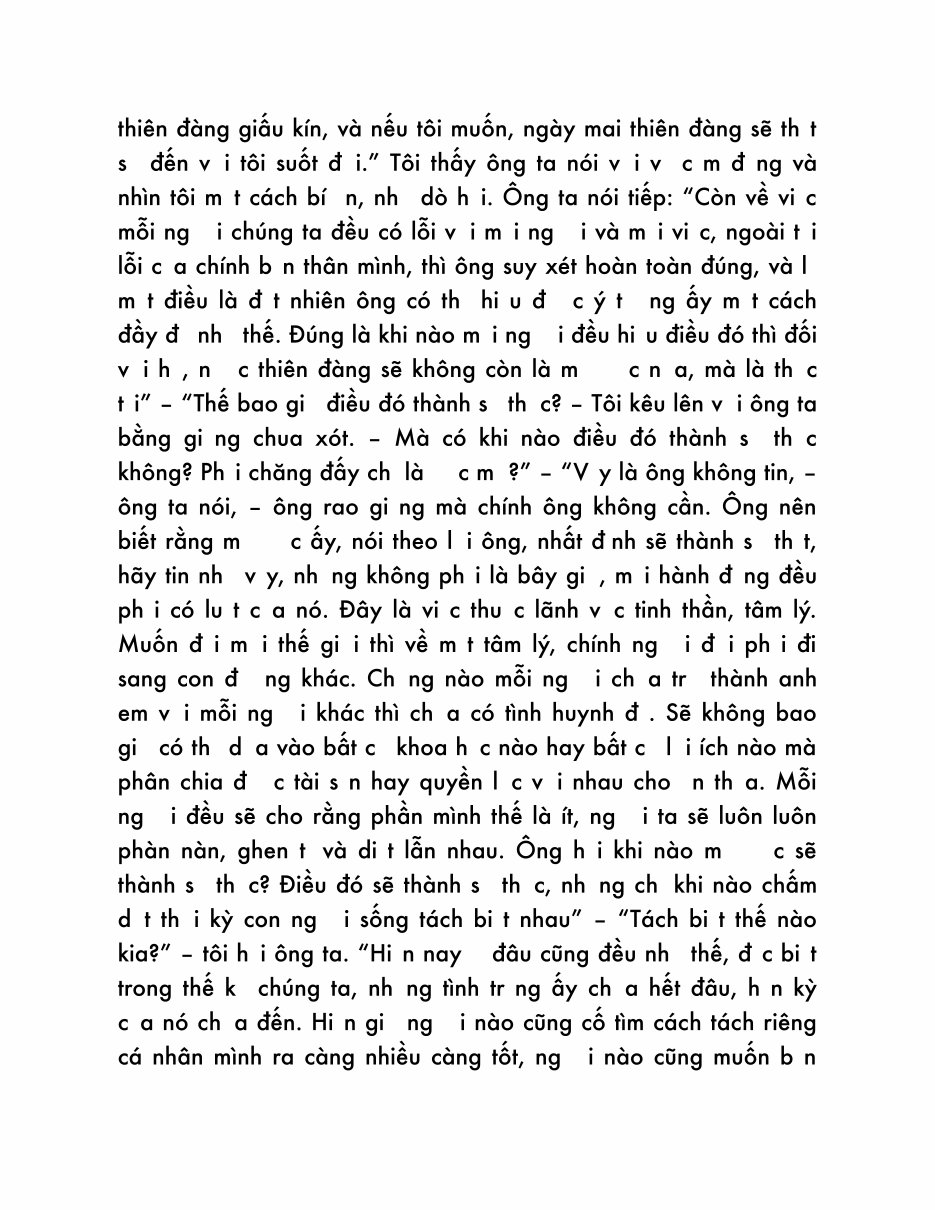 thiên đàng giấu kín, và nếu tôi muốn, ngày mai thiên đàng sẽ th t
s đến v i tôi suốt đ i.” Tôi thấy ông ta nói v i v c m đ ng và
nhìn tôi m t cách bí n, nh dò h i. Ông ta nói tiếp: “Còn về vi c
mỗi ng i chúng ta đều có lỗi v i m i ng i và m i vi c, ngoài t i
lỗi c a chính b n thân mình, thì ông suy xét hoàn toàn đúng, và l
m t điều là đ t nhiên ông có th hi u đ c ý t ng ấy m t cách
đầy đ nh thế. Đúng là khi nào m i ng i đều hi u điều đó thì đối
v i h , n c thiên đàng sẽ không còn là m c n a, mà là th c
t i” – “Thế bao gi điều đó thành s th c? – Tôi kêu lên v i ông ta
bằng gi ng chua xót. – Mà có khi nào điều đó thành s th c
không? Ph i chăng đấy ch là c m ?” – “V y là ông không tin, –
ông ta nói, – ông rao gi ng mà chính ông không cần. Ông nên
biết rằng m c ấy, nói theo l i ông, nhất đ nh sẽ thành s th t,
hãy tin nh v y, nh ng không ph i là bây gi , m i hành đ ng đều
ph i có lu t c a nó. Đây là vi c thu c lãnh v c tinh thần, tâm lý.
Muốn đ i m i thế gi i thì về m t tâm lý, chính ng i đ i ph i đi
sang con đ ng khác. Ch ng nào mỗi ng i ch a tr thành anh
em v i mỗi ng i khác thì ch a có tình huynh đ . Sẽ không bao
gi có th d a vào bất c khoa h c nào hay bất c l i ích nào mà
phân chia đ c tài s n hay quyền l c v i nhau cho n th a. Mỗi
ng i đều sẽ cho rằng phần mình thế là ít, ng i ta sẽ luôn luôn
phàn nàn, ghen t và di t lẫn nhau. Ông h i khi nào m c sẽ
thành s th c? Điều đó sẽ thành s th c, nh ng ch khi nào chấm
d t th i kỳ con ng i sống tách bi t nhau” – “Tách bi t thế nào
kia?” – tôi h i ông ta. “Hi n nay đâu cũng đều nh thế, đ c bi t
trong thế k chúng ta, nh ng tình tr ng ấy ch a hết đâu, h n kỳ
c a nó ch a đến. Hi n gi ng i nào cũng cố tìm cách tách riêng
cá nhân mình ra càng nhiều càng tốt, ng i nào cũng muốn b n